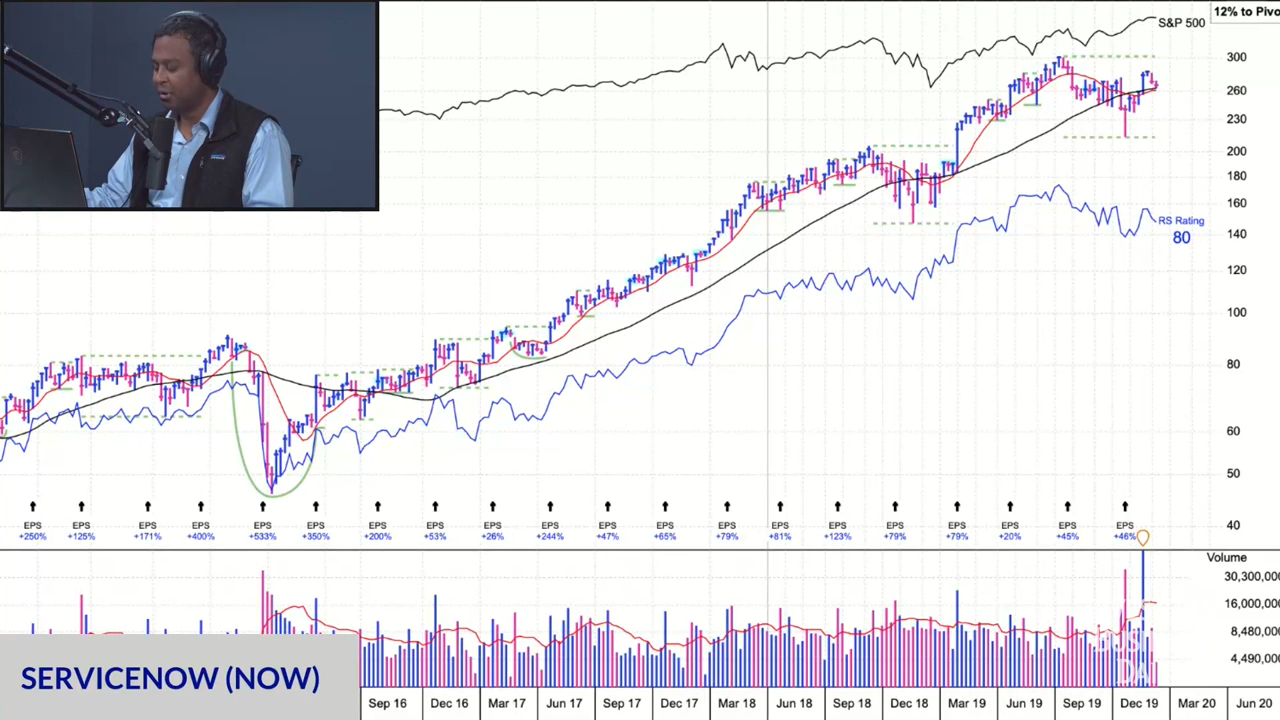 12% to Pivo
S&P 500
300
260
230
200
180
160
140
120
100
80
60
50
40
RS Rating
80
EPS EPS EPS EPS EPS EPS EPS EPS EPS EPS EPS EPS EPS EPS EPS EPS EPS EPS EPS EPS
+250% +125% +171% +400% +533% +350% +200% +53% +26% +244% +47% +65% +79% +81% +123% +79% +79% +20% +45% +46%
Volume
30,300,000
16,000,000
8,480,000
4,490,000
SERVICENOW (NOW)
Sep 16 Dec 16 Mar 17 Jun 17 Sep 17 Dec 17 Mar 18 Jun 18 Sep 18 Dec 18 Mar 19 Jun 19 Sep 19 Dec 19 Mar 20 Jun 20